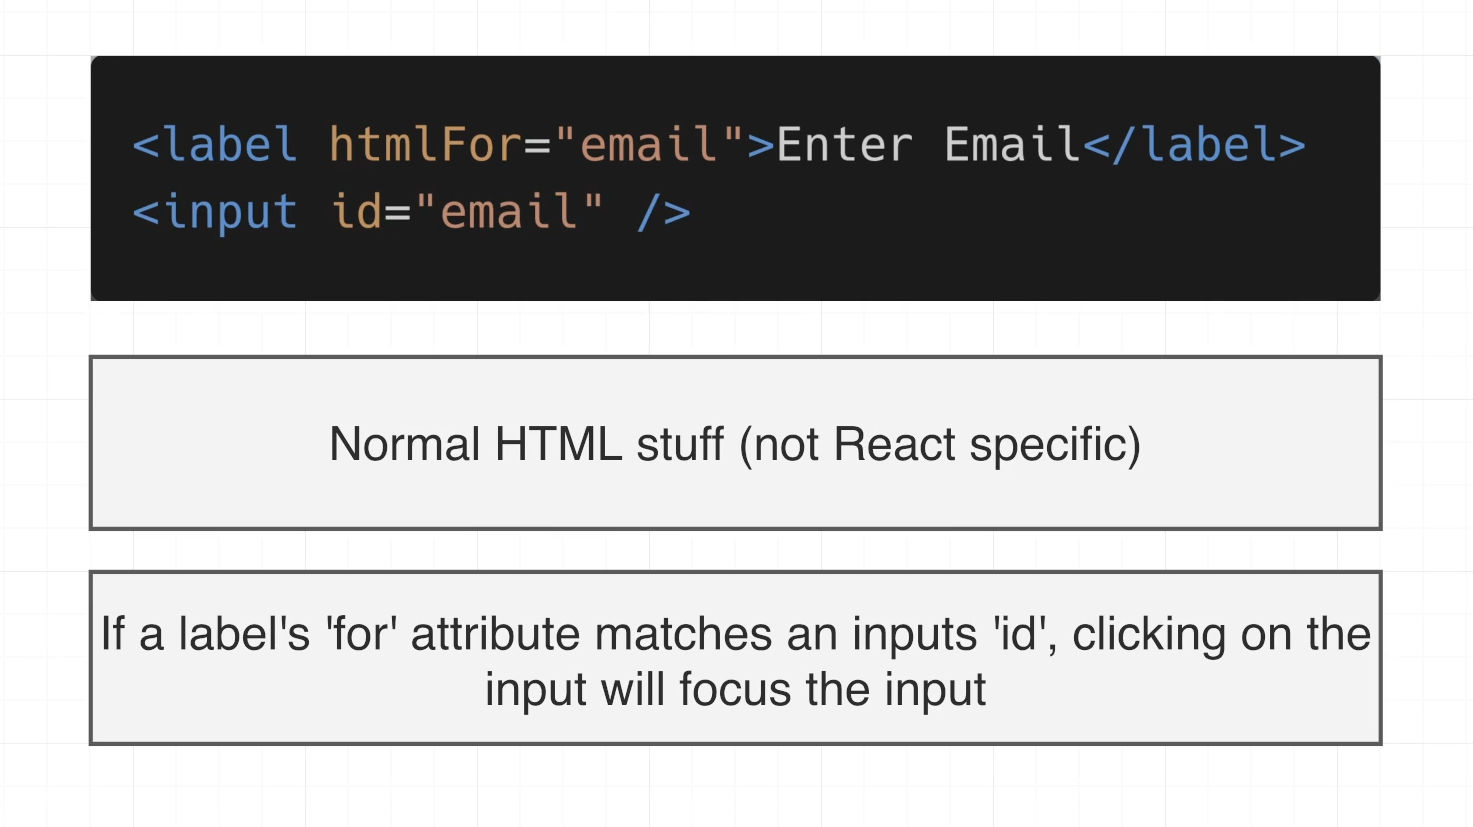 <label htmlFor="email">Enter Email</label>
<input id="email" />
Normal HTML stuff (not React specific)
If a label's 'for' attribute matches an inputs 'id', clicking on the
input will focus the input